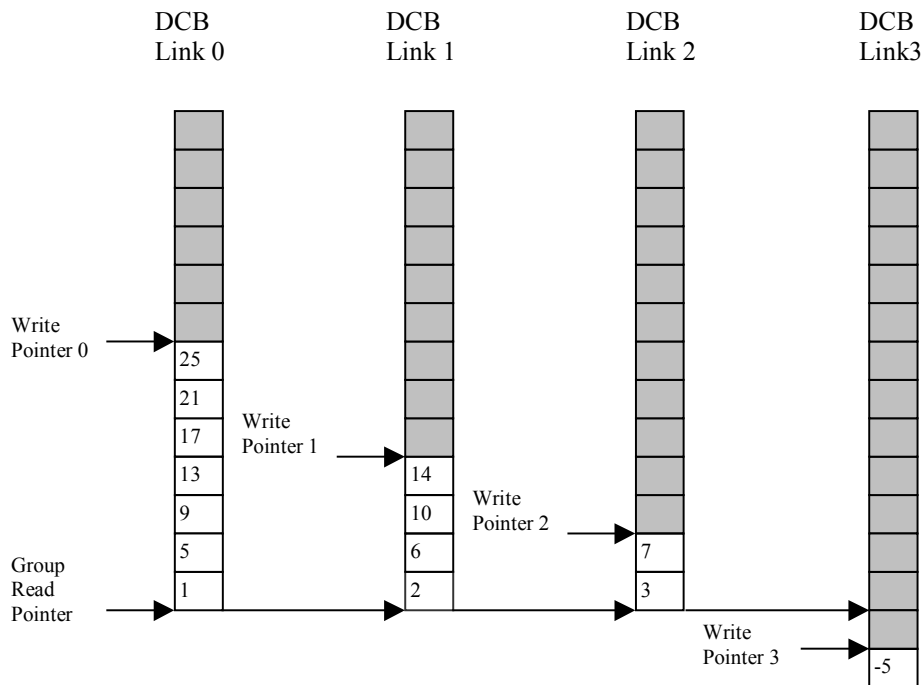 DCB
Link 0
DCB
Link 1
DCB
Link 2
DCB
Link3
Write
Pointer 0
25
21
17
13
9
5
1
Write
Pointer 1
14
10
6
2
Write
Pointer 2
7
3
Group
Read
Pointer
Write
Pointer 3
-5